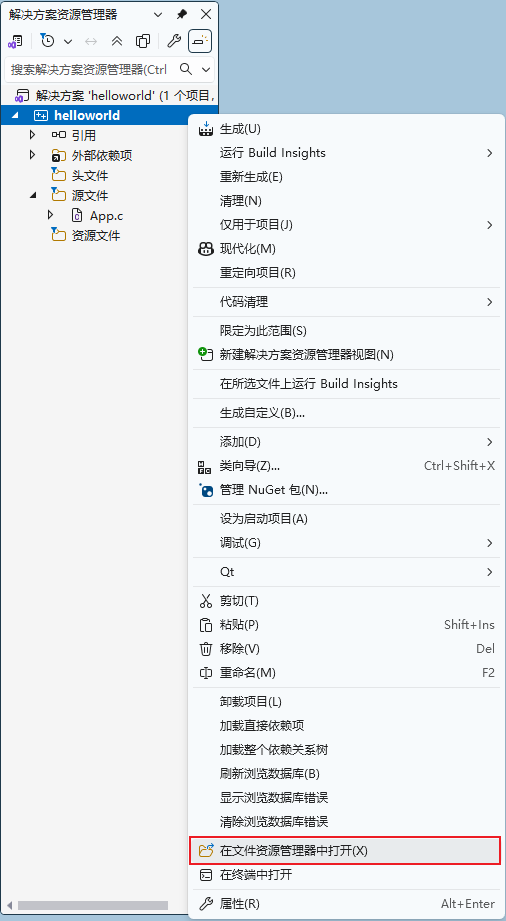 解决方案资源管理器
搜索解决方案资源管理器(Ctrl
解决方案 'helloworld' (1 个项目,
helloworld
引用
外部依赖项
头文件
源文件
App.c
资源文件
生成(U)
运行 Build Insights
重新生成(E)
清理(N)
仅用于项目(J)
现代化(M)
重定向项目(R)
代码清理
限定为此范围(S)
新建解决方案资源管理器视图(N)
在所选文件上运行 Build Insights
生成自定义(B)...
添加(D)
类向导(Z)... Ctrl+Shift+X
管理 NuGet 包(N)...
设为启动项目(A)
调试(G)
Qt
剪切(T)
粘贴(P) Shift+Ins
移除(V) Del
重命名(M) F2
卸载项目(L)
加载直接依赖项
加载整个依赖关系树
刷新浏览数据库(B)
显示浏览数据库错误
清除浏览数据库错误
在文件资源管理器中打开(X)
在终端中打开
属性(R) Alt+Enter